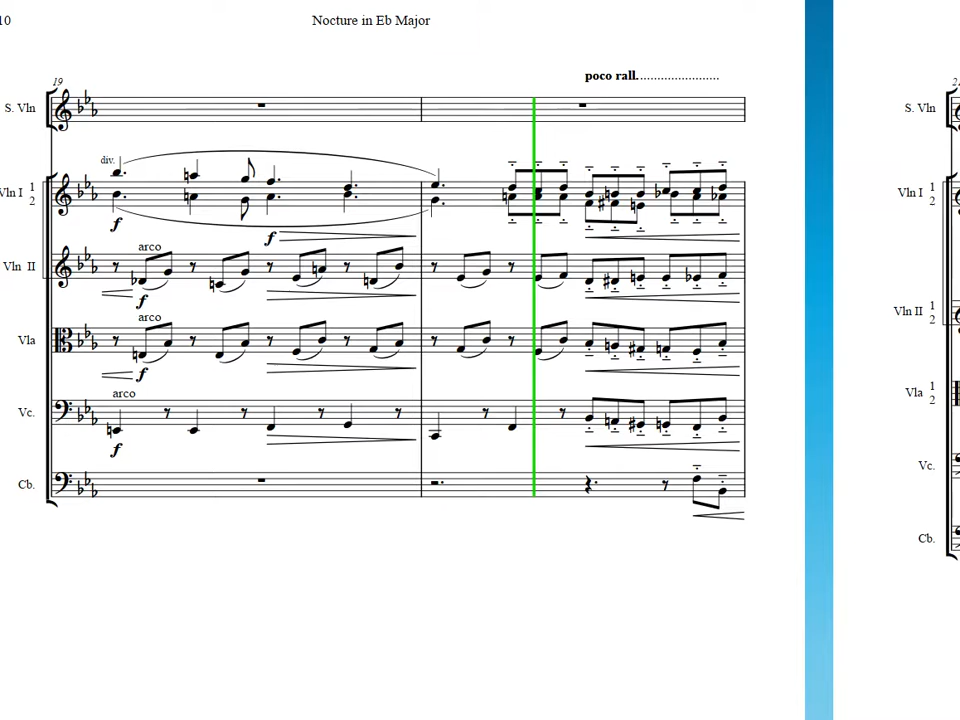 10
Nocture in Eb Major
poco rall.......................
19
S. Vln
div.
Vln I 1
2
f
f
arco
Vln II
f
arco
Vla
f
arco
Vc.
f
Cb.
S. Vln
Vln I 1
2
Vln II 1
2
Vla 1
2
Vc.
Cb.